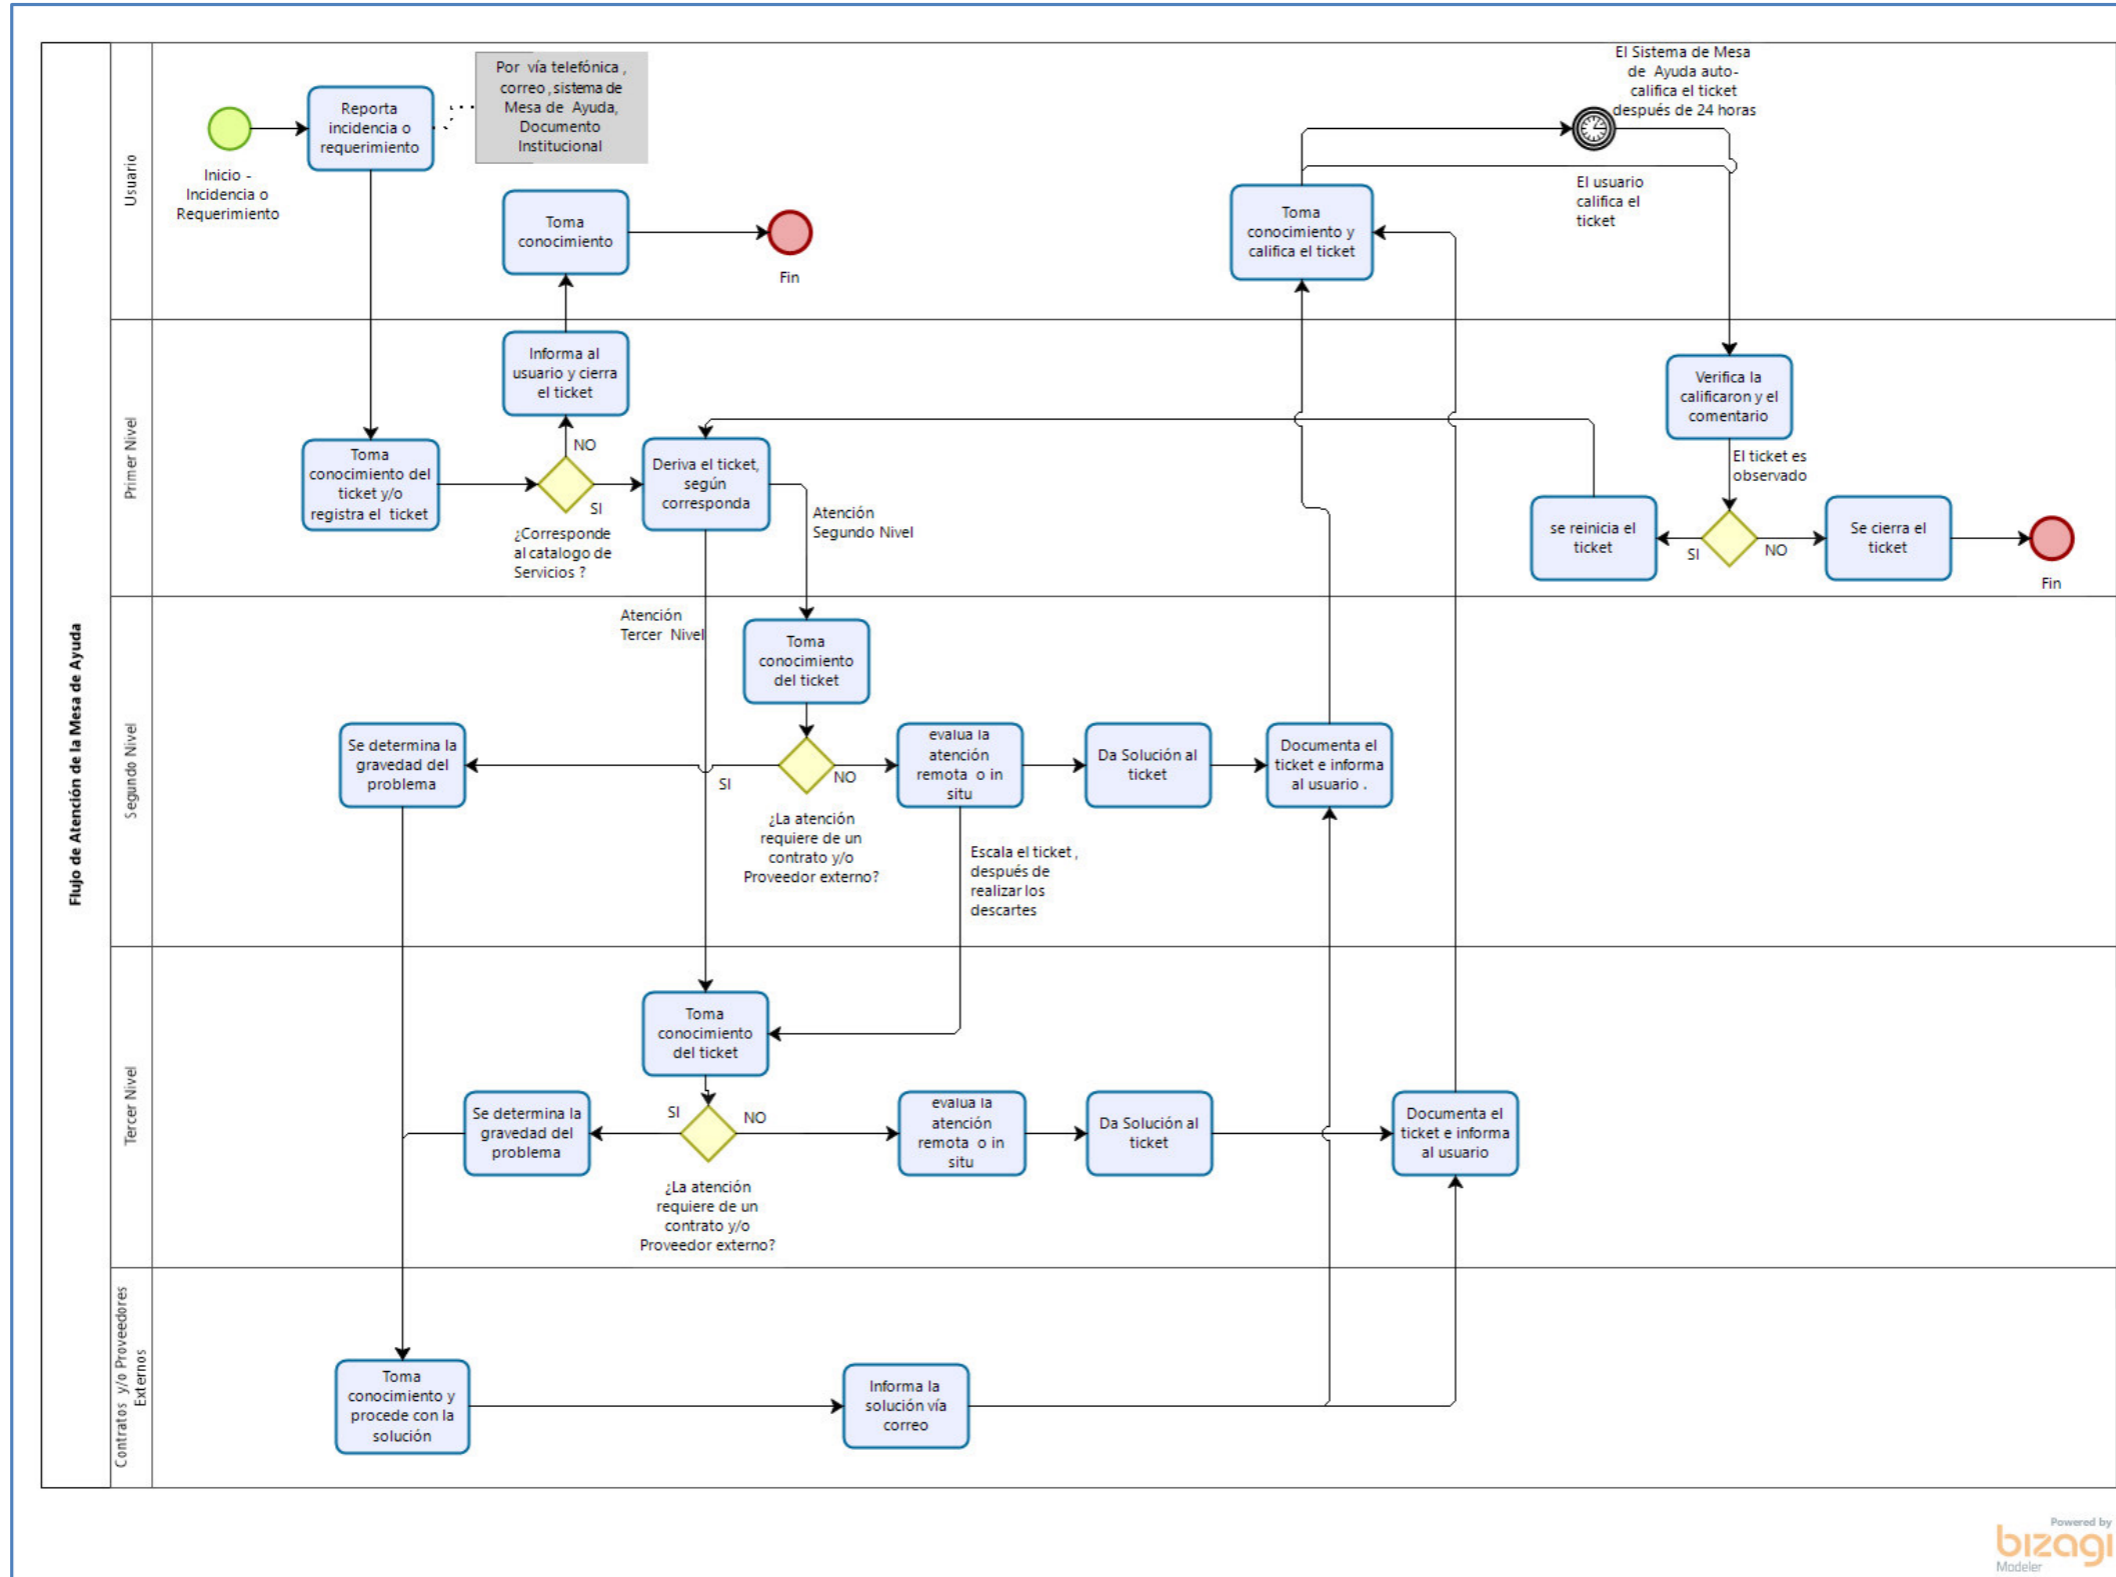 Flujo de Atención de la Mesa de Ayuda
Usuario
Inicio -
Incidencia o
Requerimiento
Reporta
incidencia o
requerimiento
Por vía telefónica ,
correo , sistema de
Mesa de Ayuda,
Documento
Institucional
Toma
conocimiento
Fin
Toma
conocimiento y
califica el ticket
El Sistema de Mesa
de Ayuda auto-
califica el ticket
después de 24 horas
El usuario
califica el
ticket
Primer Nivel
Toma
conocimiento del
ticket y/o
registra el ticket
Informa al
usuario y cierra
el ticket
NO
SI
¿Corresponde
al catalogo de
Servicios ?
Deriva el ticket,
según
corresponda
Atención
Segundo Nivel
Verifica la
calificaron y el
comentario
El ticket es
observado
se reinicia el
ticket
SI
NO
Se cierra el
ticket
Fin
Segundo Nivel
Atención
Tercer Nivel
Toma
conocimiento
del ticket
Se determina la
gravedad del
problema
SI
NO
¿La atención
requiere de un
contrato y/o
Proveedor externo?
evalua la
atención
remota o in
situ
Da Solución al
ticket
Documenta el
ticket e informa
al usuario .
Escala el ticket ,
después de
realizar los
descartes
Tercer Nivel
Toma
conocimiento
del ticket
Se determina la
gravedad del
problema
SI
NO
¿La atención
requiere de un
contrato y/o
Proveedor externo?
evalua la
atención
remota o in
situ
Da Solución al
ticket
Documenta el
ticket e informa
al usuario
Contratos y/o Proveedores
Externos
Toma
conocimiento y
procede con la
solución
Informa la
solución vía
correo
Powered by
bizagi
Modeler